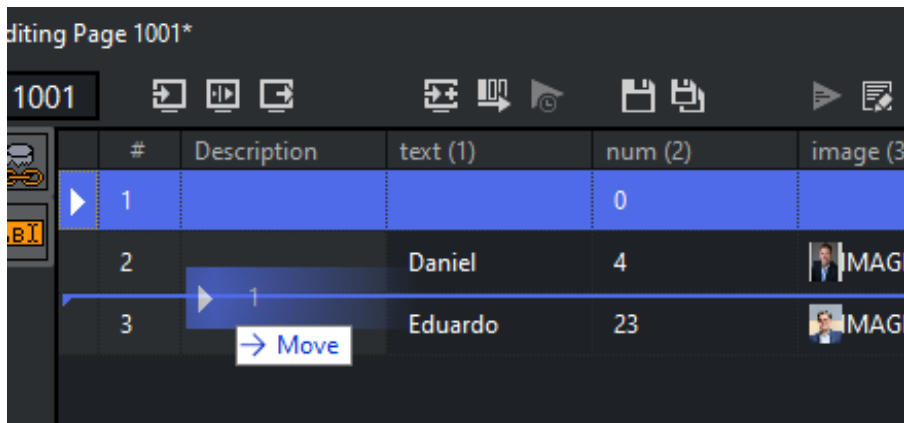 diting Page 1001*
1001
# Description text (1) num (2) image (3
1 0
BI
2 Daniel 4 IMAG
1
3 Eduardo 23 IMAG
→ Move